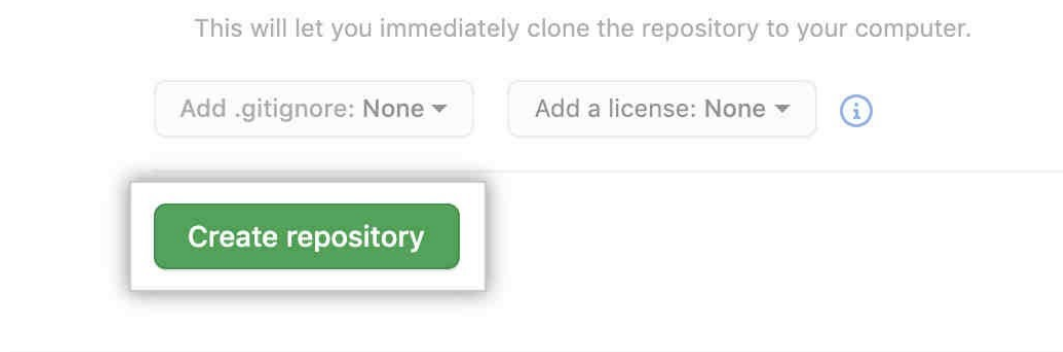 This will let you immediately clone the repository to your computer.
Add .gitignore: None Add a license: None
Create repository